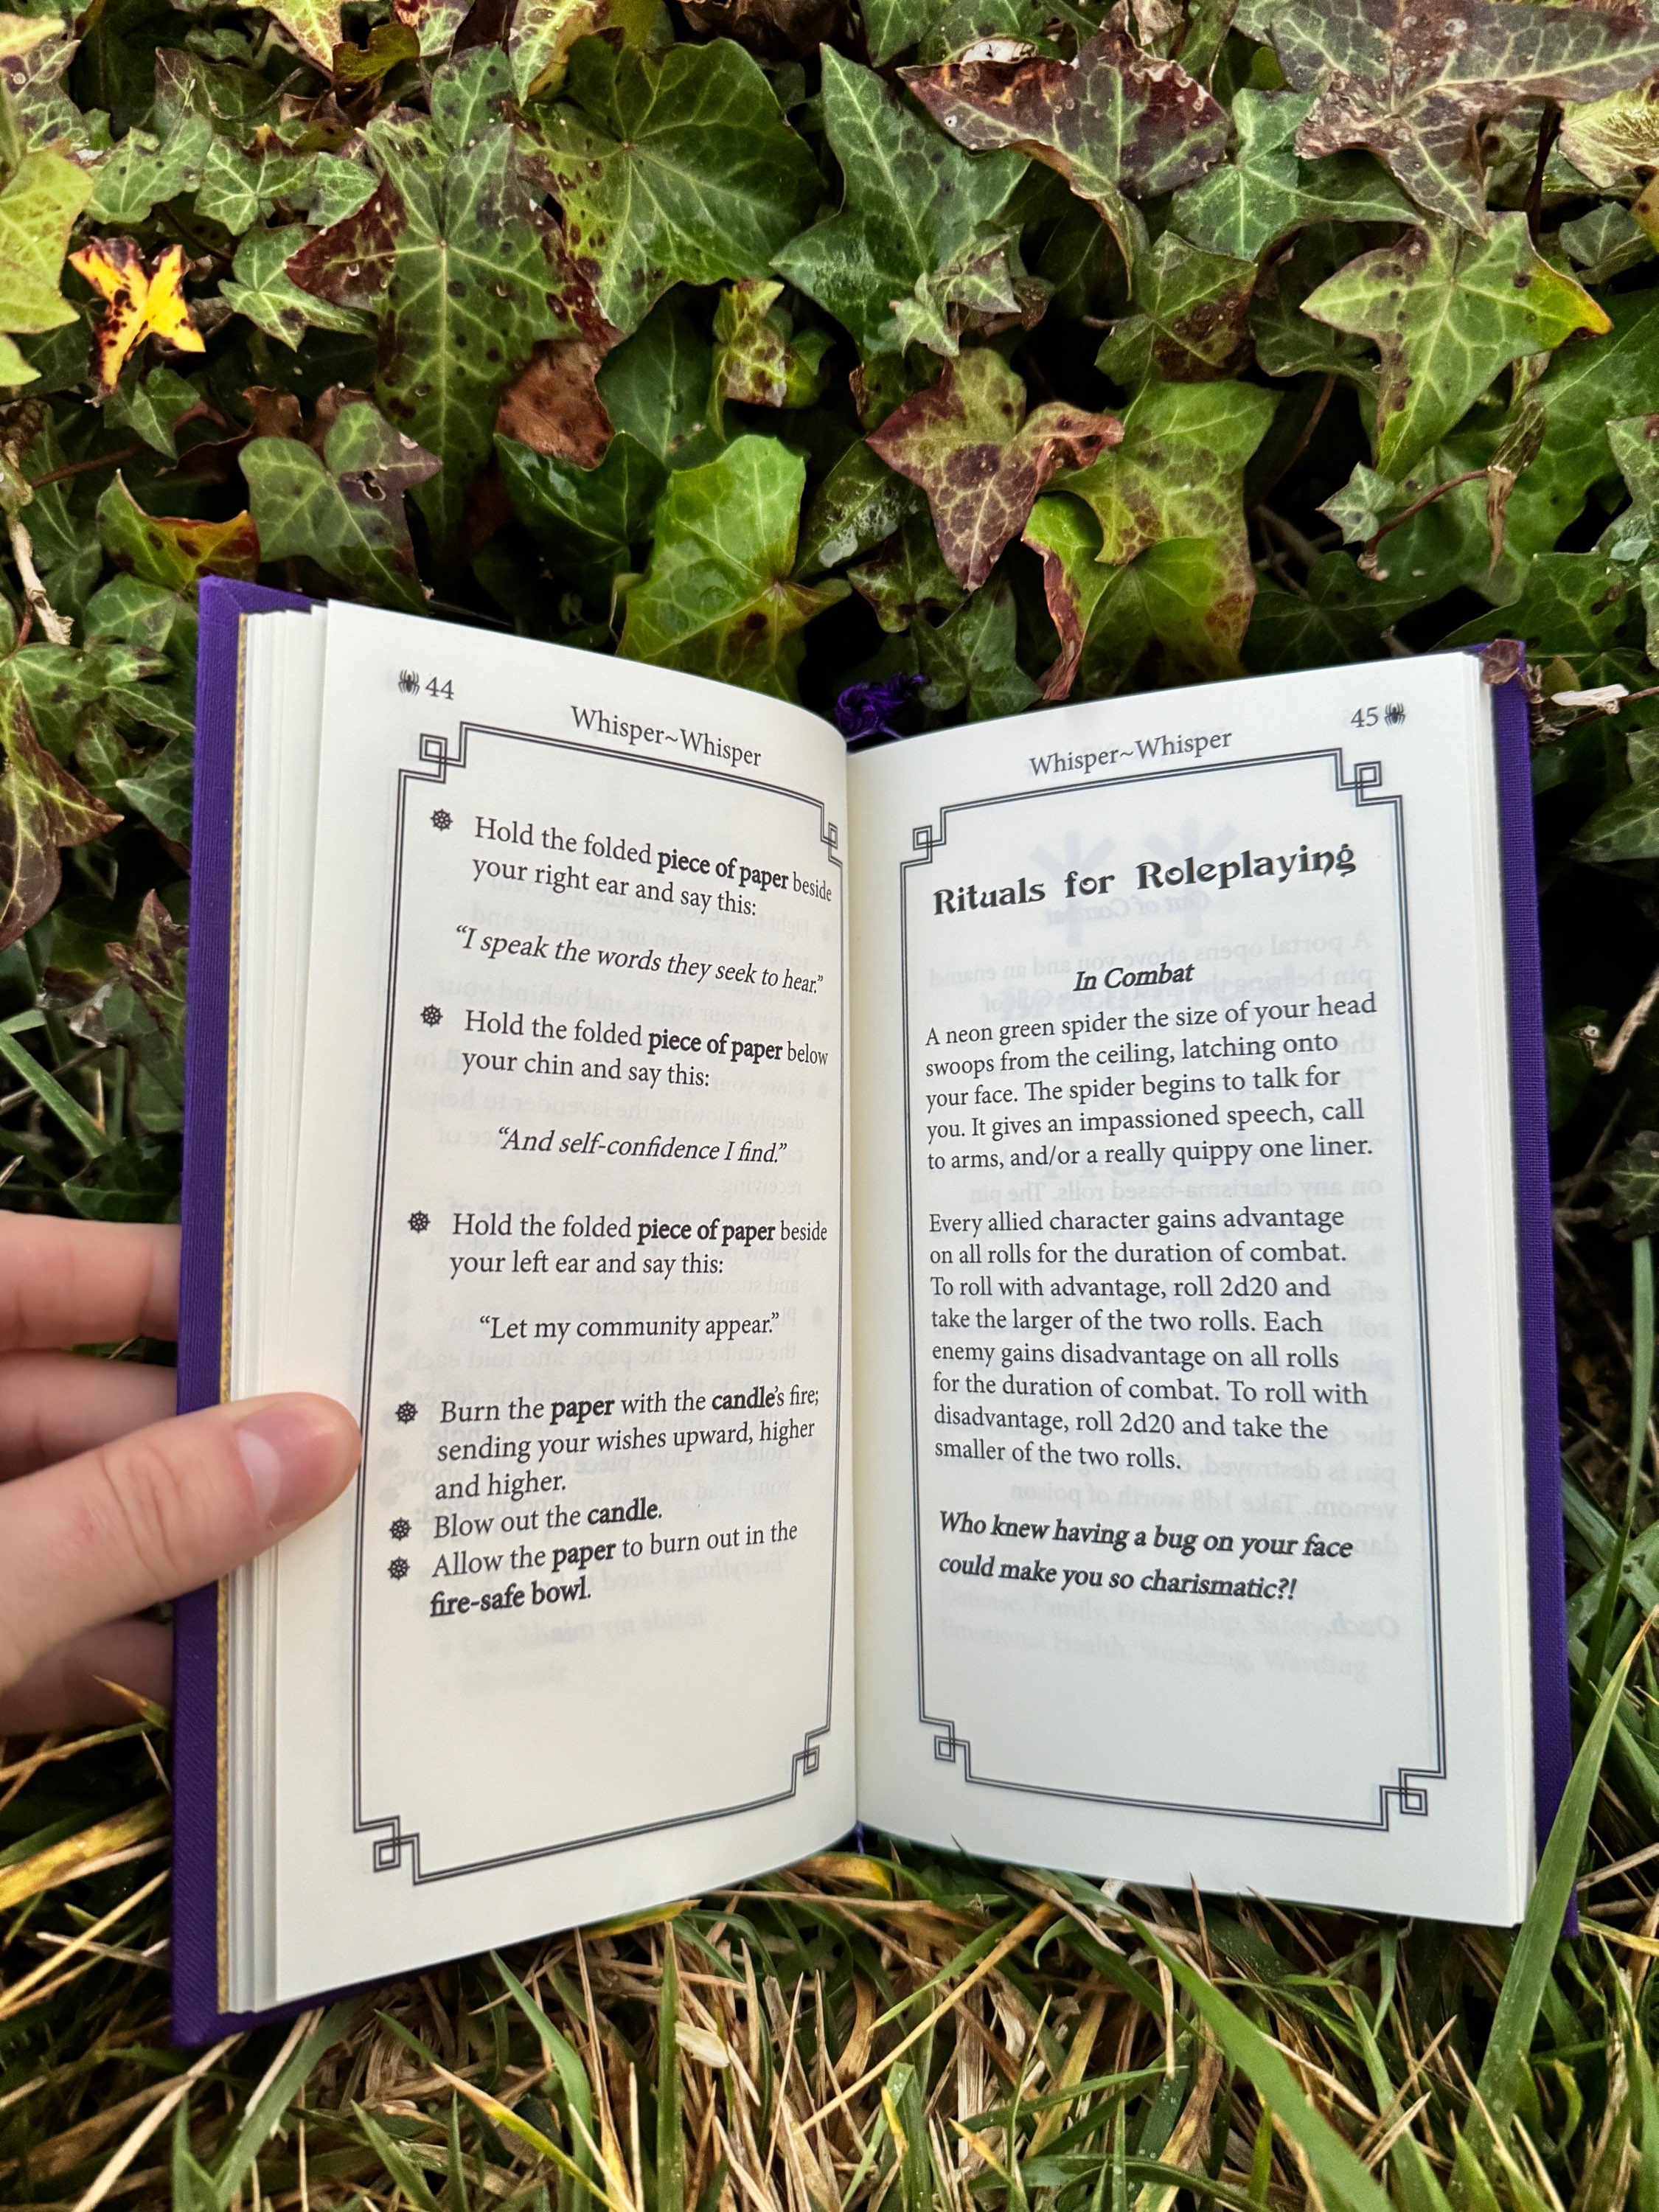 44
Whisper~Whisper
Hold the folded piece of paper beside
your right ear and say this:
“I speak the words they seek to hear.”
Hold the folded piece of paper below
your chin and say this:
“And self-confidence I find.”
Hold the folded piece of paper beside
your left ear and say this:
“Let my community appear.”
Burn the paper with the candle’s fire;
sending your wishes upward, higher
and higher.
Blow out the candle.
Allow the paper to burn out in the
fire-safe bowl.
45
Whisper~Whisper
Rituals for Roleplaying
In Combat
A neon green spider the size of your head
swoops from the ceiling, latching onto
your face. The spider begins to talk for
you. It gives an impassioned speech, call
to arms, and/or a really quippy one liner.
Every allied character gains advantage
on all rolls for the duration of combat.
To roll with advantage, roll 2d20 and
take the larger of the two rolls. Each
enemy gains disadvantage on all rolls
for the duration of combat. To roll with
disadvantage, roll 2d20 and take the
smaller of the two rolls.
Who knew having a bug on your face
could make you so charismatic?!